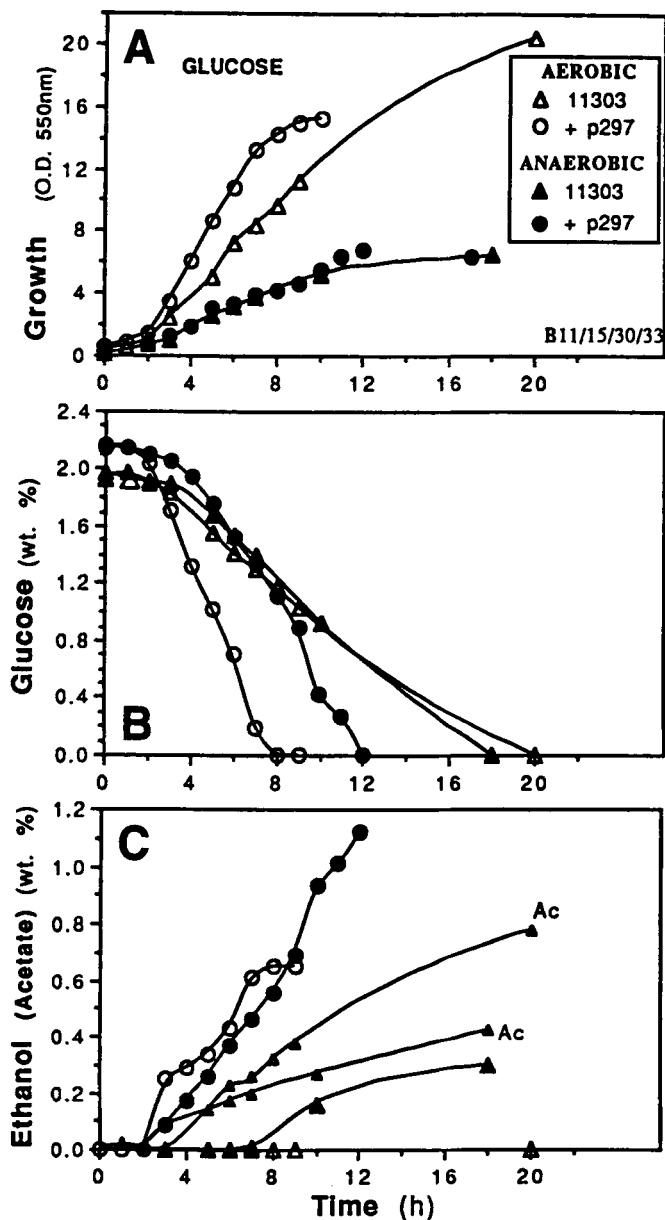 A
GLUCOSE
AEROBIC
11303
+ p297
ANAEROBIC
11303
+ p297
B11/15/30/33
Growth (O.D. 550nm)
20
16
12
8
4
0
0 4 8 12 16 20
B
Glucose (wt. %)
2.4
2.0
1.6
1.2
0.8
0.4
0.0
0 4 8 12 16 20
C
Ac
Ac
Ethanol (Acetate) (wt. %)
1.2
1.0
0.8
0.6
0.4
0.2
0.0
0 4 8 12 16 20
Time (h)